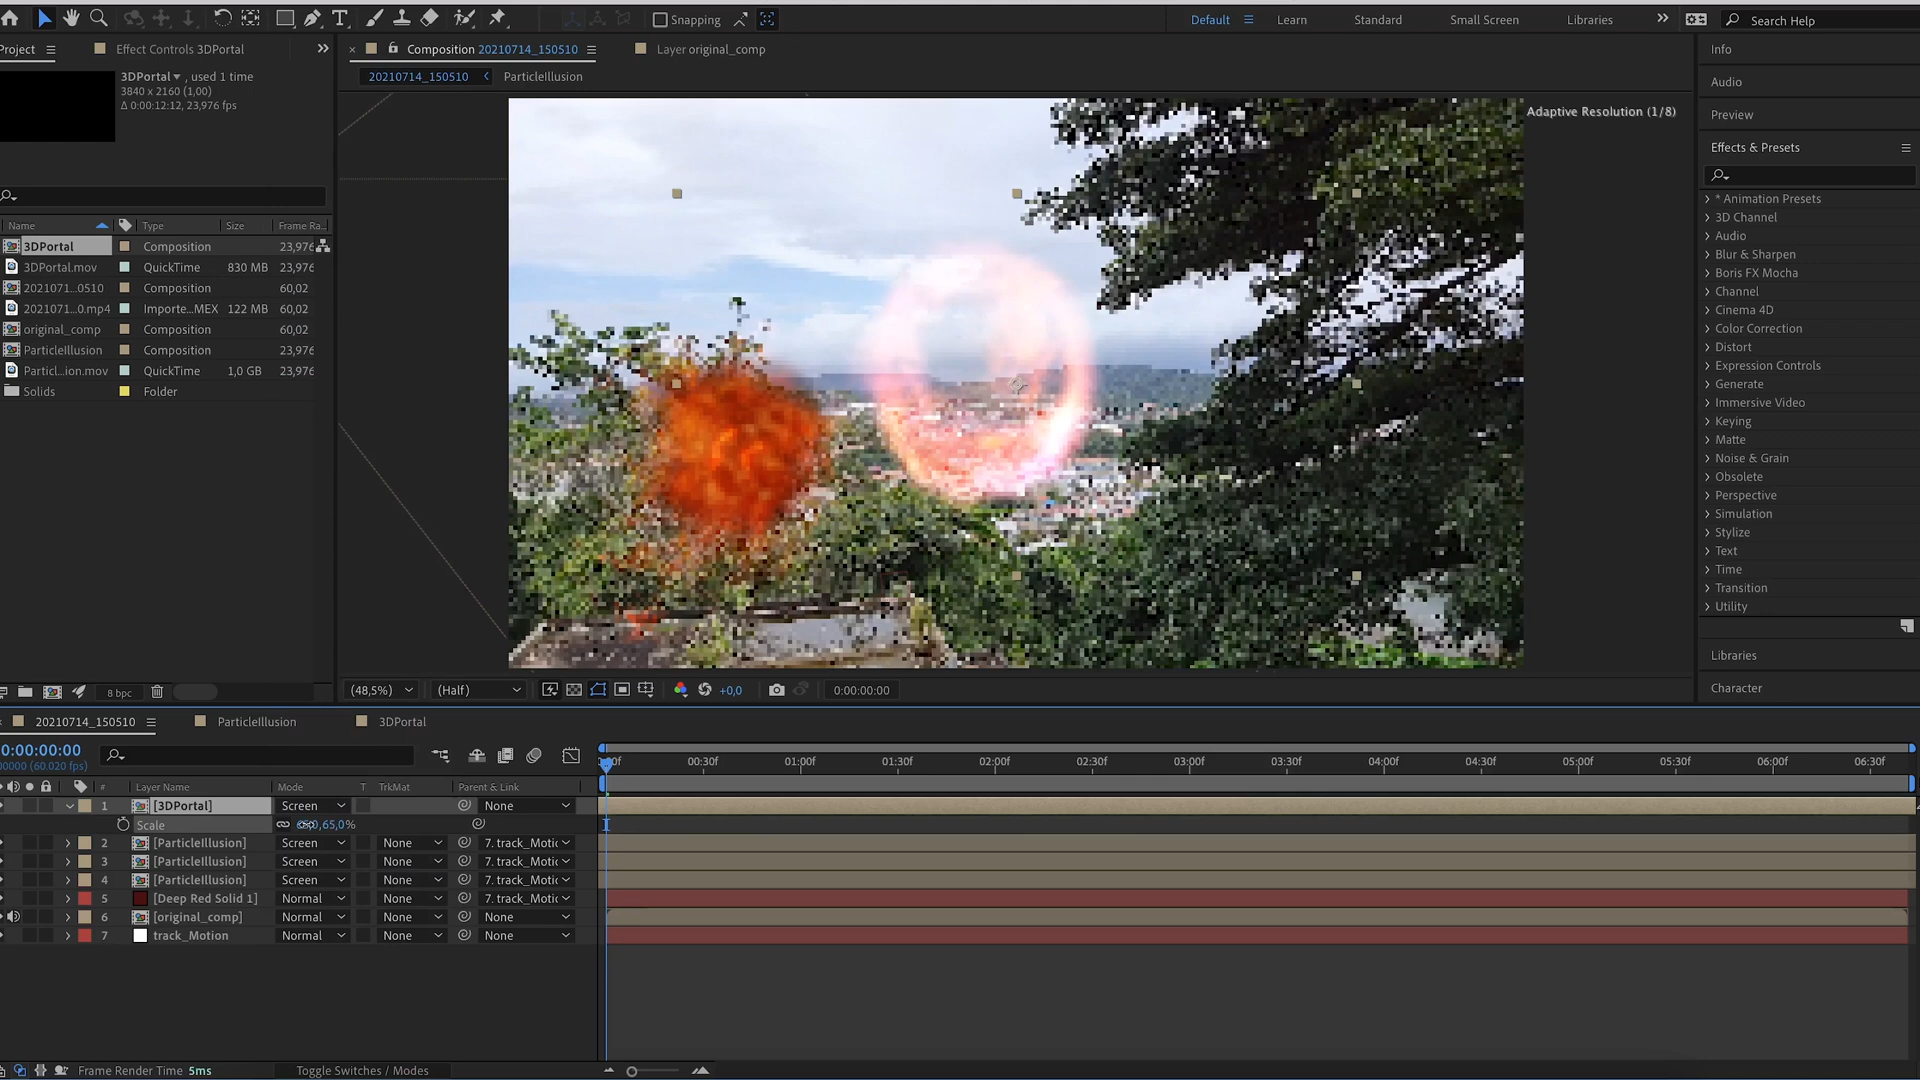 Snapping
Default
Learn
Standard
Small Screen
Libraries
Search Help
Project
Effect Controls 3DPortal
Composition 20210714_150510
Layer original_comp
Info
3DPortal , used 1 time
3840 x 2160 (1,00)
Δ 0:00:12:12, 23,976 fps
20210714_150510
ParticleIllusion
Audio
Preview
Effects & Presets
Adaptive Resolution (1/8)
Name Type Size Frame Ra...
3DPortal Composition 23,976
3DPortal.mov QuickTime 830 MB 23,976
2021071...0510 Composition 60,02
2021071...0.mp4 Importe...MEX 122 MB 60,02
original_comp Composition 60,02
ParticleIllusion Composition 23,976
Particl...ion.mov QuickTime 1,0 GB 23,976
Solids Folder
* Animation Presets
3D Channel
Audio
Blur & Sharpen
Boris FX Mocha
Channel
Cinema 4D
Color Correction
Distort
Expression Controls
Generate
Immersive Video
Keying
Matte
Noise & Grain
Obsolete
Perspective
Simulation
Stylize
Text
Time
Transition
Utility
Libraries
Character
8 bpc
(48,5%) (Half) +0,0 0:00:00:00
20210714_150510
ParticleIllusion
3DPortal
0:00:00:00
00000 (60.020 fps)
00f 00:30f 01:00f 01:30f 02:00f 02:30f 03:00f 03:30f 04:00f 04:30f 05:00f 05:30f 06:00f 06:30f
# Layer Name Mode T TrkMat Parent & Link
1 [3DPortal] Screen None
Scale 65,0%
2 [ParticleIllusion] Screen None 7. track_Motic
3 [ParticleIllusion] Screen None 7. track_Motic
4 [ParticleIllusion] Screen None 7. track_Motic
5 [Deep Red Solid 1] Normal None 7. track_Motic
6 [original_comp] Normal None None
7 track_Motion Normal None None
Frame Render Time 5ms
Toggle Switches / Modes